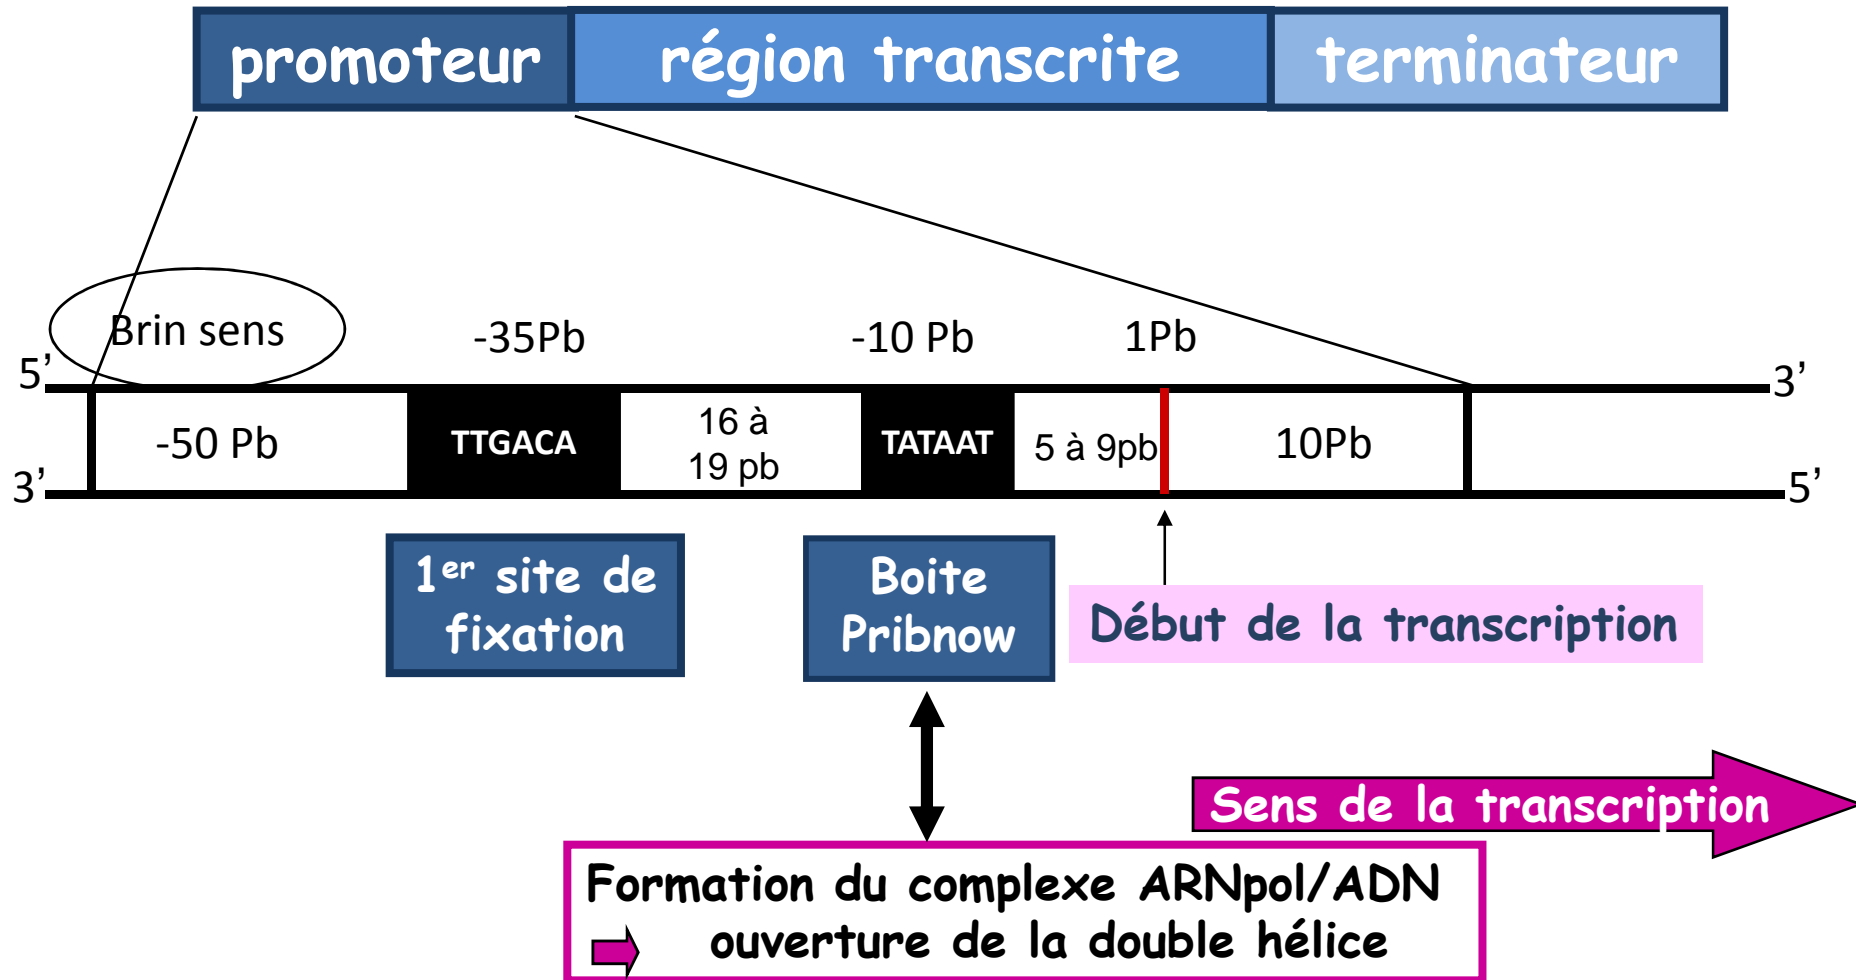 promoteur
région transcrite
terminateur
Brin sens
-35Pb
-10 Pb
1Pb
5’
3’
-50 Pb
TTGACA
16 à
19 pb
TATAAT
5 à 9pb
10Pb
3’
5’
1er site de
fixation
Boite
Pribnow
Début de la transcription
Sens de la transcription
Formation du complexe ARNpol/ADN
ouverture de la double hélice